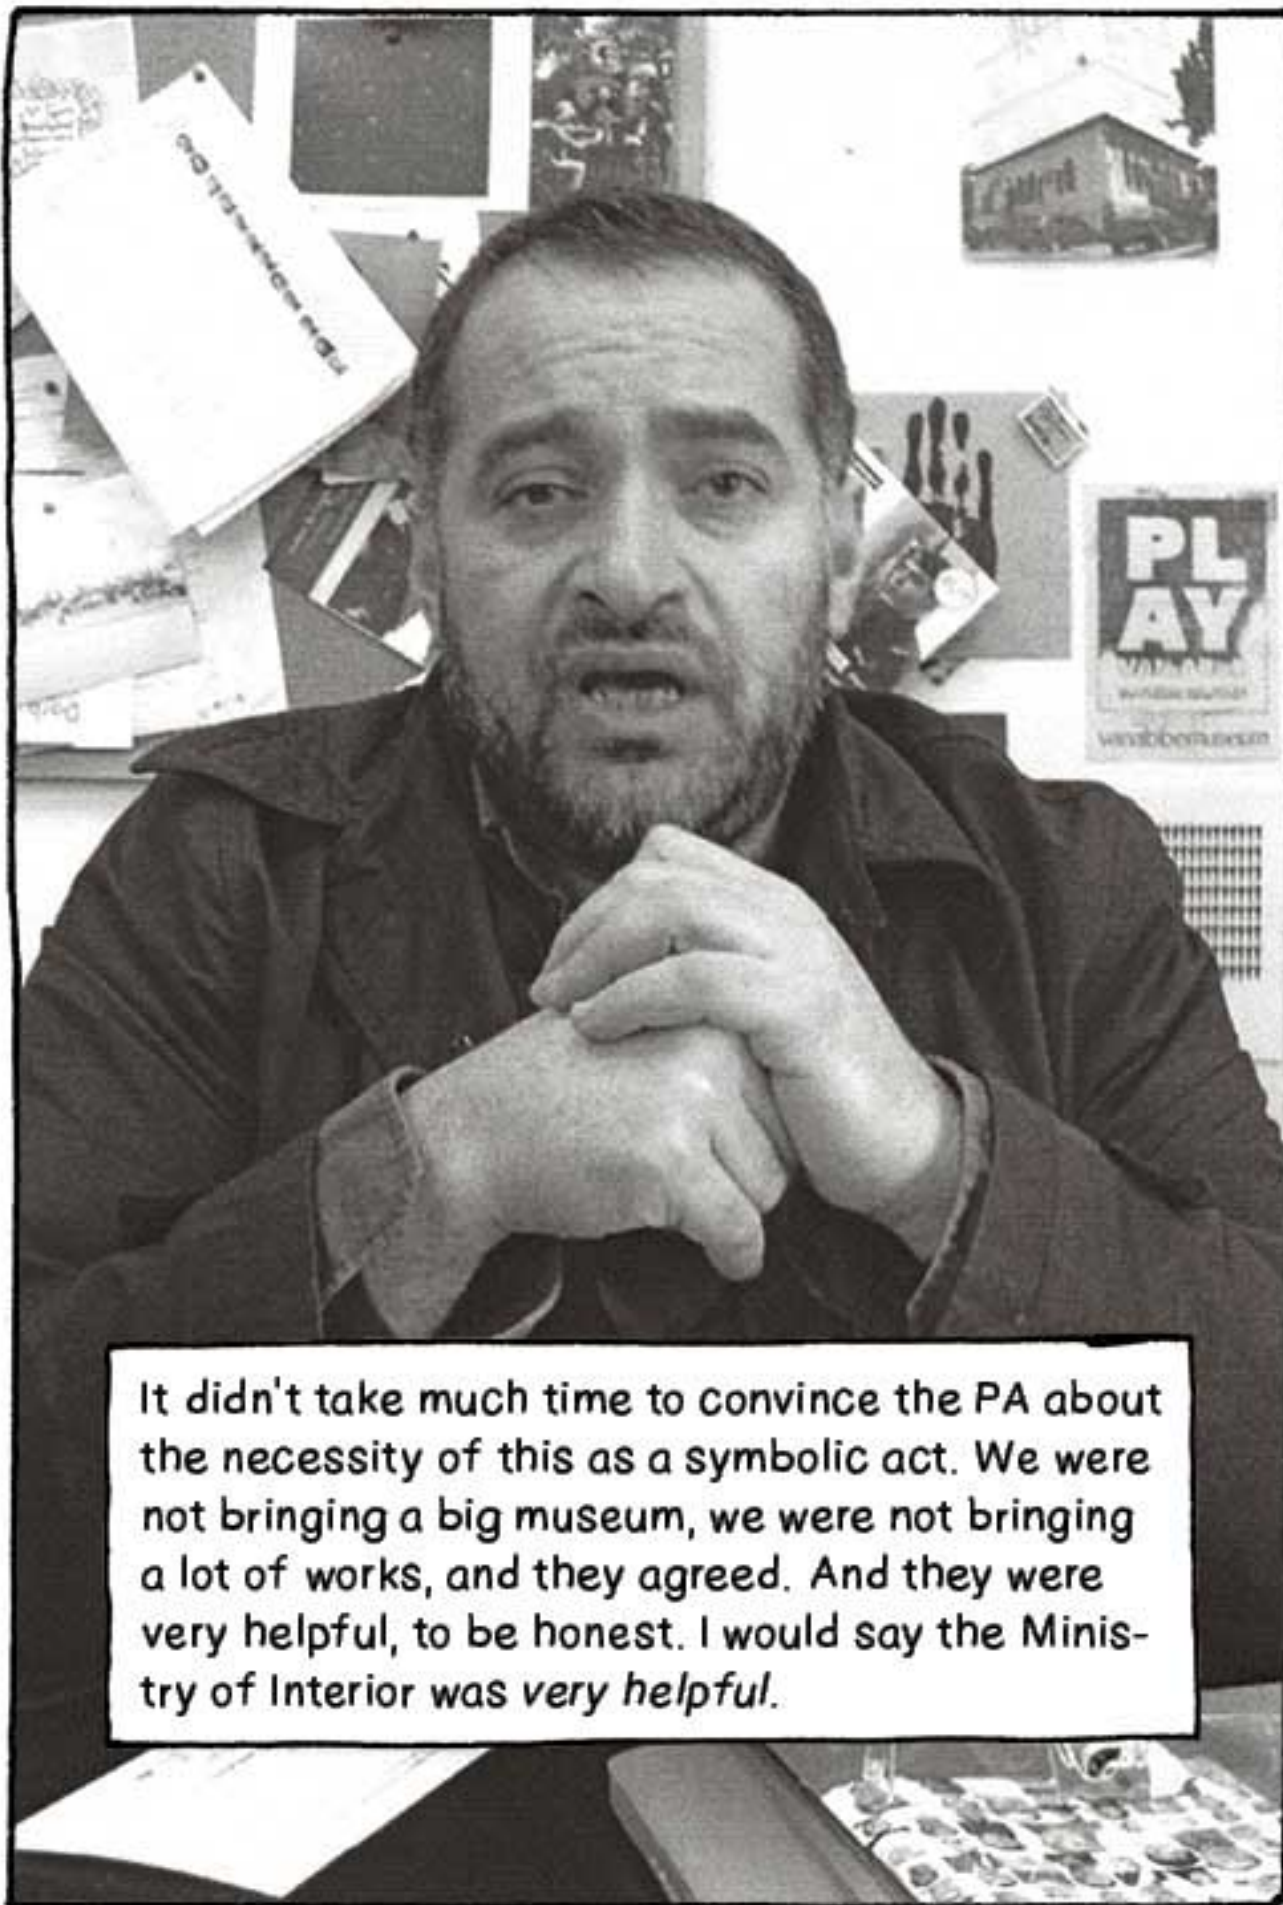 PL
AY
vanabbemuseum
It didn't take much time to convince the PA about
the necessity of this as a symbolic act. We were
not bringing a big museum, we were not bringing
a lot of works, and they agreed. And they were
very helpful, to be honest. I would say the Minis-
try of Interior was very helpful.